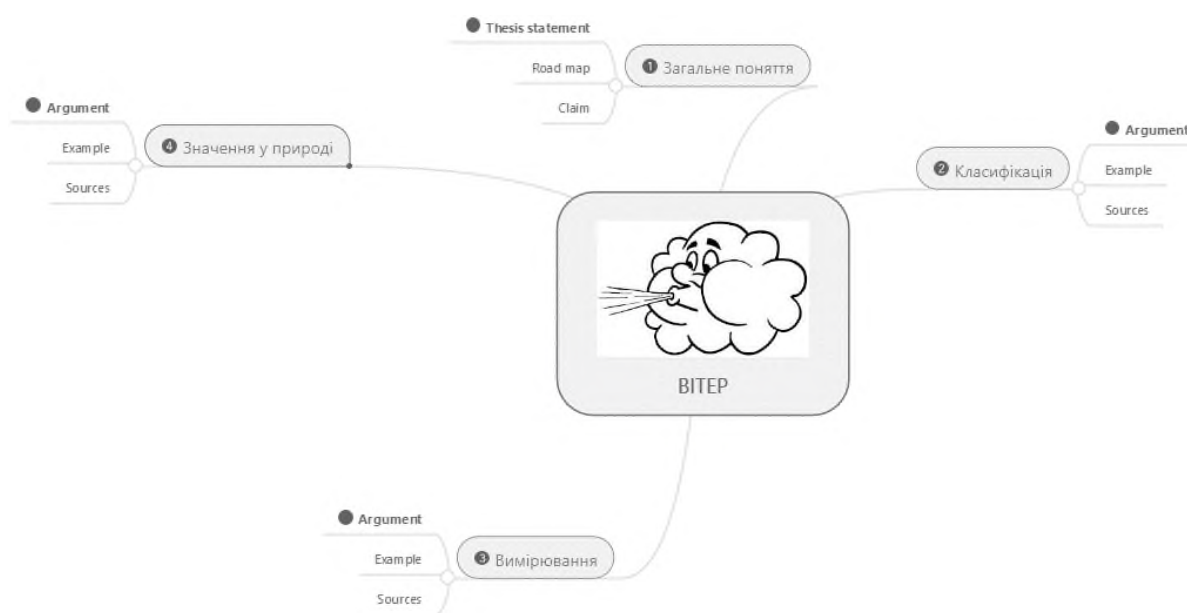 Thesis statement
Road map
Claim
❶ Загальне поняття
Argument
Example
Sources
❷ Класифікація
Argument
Example
Sources
❸ Вимірювання
Argument
Example
Sources
❹ Значення у природі
ВІТЕР